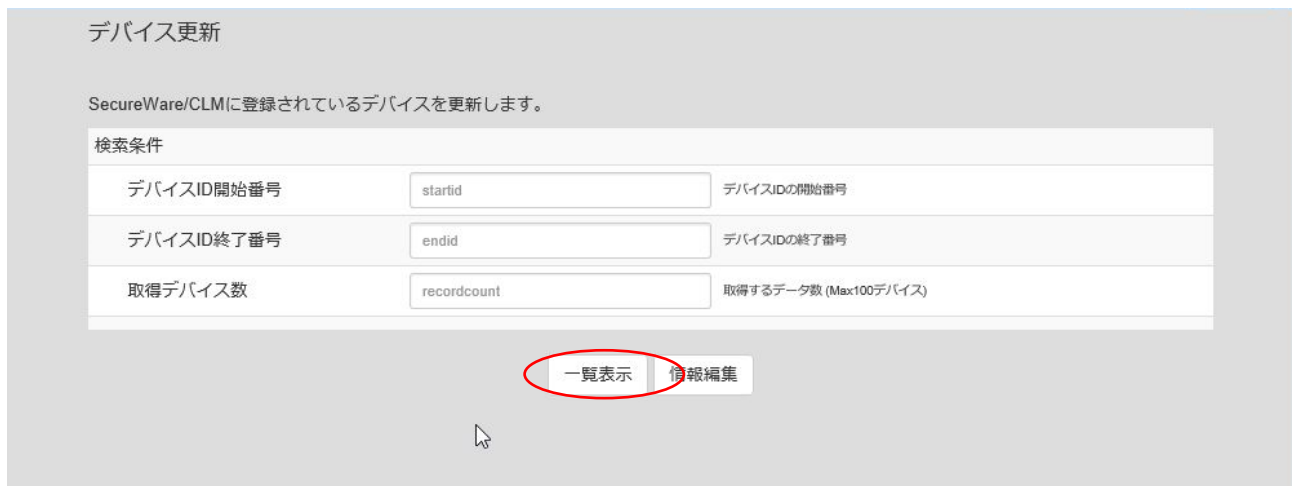 デバイス更新
SecureWare/CLMに登録されているデバイスを更新します。
検索条件
デバイスID開始番号 startid デバイスIDの開始番号
デバイスID終了番号 endid デバイスIDの終了番号
取得デバイス数 recordcount 取得するデータ数 (Max100デバイス)
一覧表示 情報編集